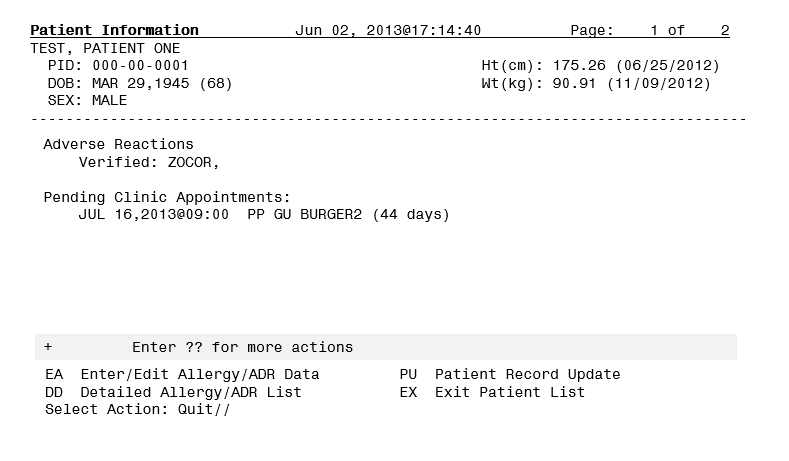 Patient Information           Jun 02, 2013@17:14:40          Page:    1 of    2
TEST, PATIENT ONE
  PID: 000-00-0001                                 Ht(cm): 175.26 (06/25/2012)
  DOB: MAR 29,1945 (68)                            Wt(kg): 90.91 (11/09/2012)
  SEX: MALE
--------------------------------------------------------------------------------
Adverse Reactions
    Verified: ZOCOR,
Pending Clinic Appointments:
    JUL 16,2013@09:00  PP GU BURGER2 (44 days)
+         Enter ?? for more actions
EA  Enter/Edit Allergy/ADR Data         PU  Patient Record Update
DD  Detailed Allergy/ADR List           EX  Exit Patient List
Select Action: Quit//